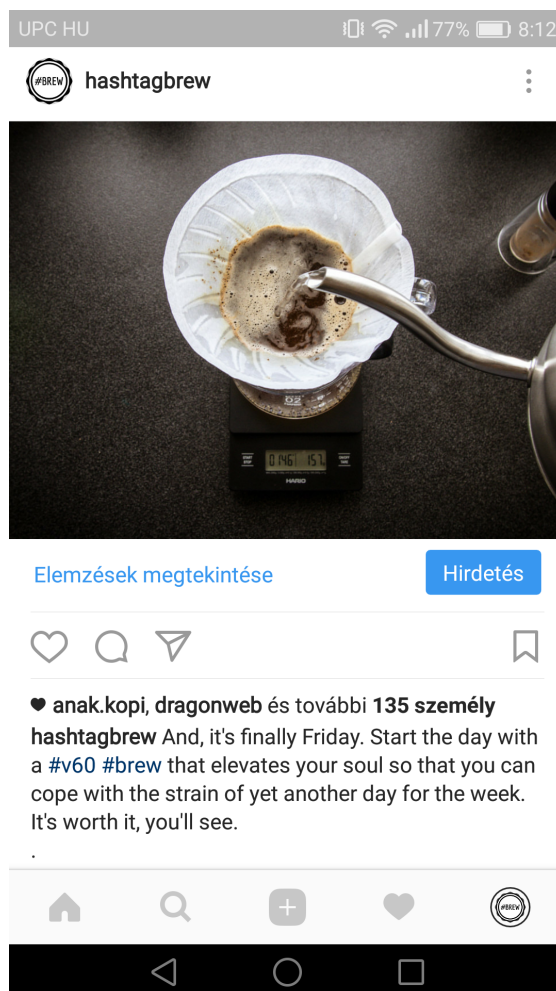 UPC HU 77% 8:12
#BREW hashtagbrew
02
HARIO
Elemzések megtekintése Hirdetés
anak.kopi, dragonweb és további 135 személy
hashtagbrew And, it's finally Friday. Start the day with
a #v60 #brew that elevates your soul so that you can
cope with the strain of yet another day for the week.
It's worth it, you'll see.
.
#BREW